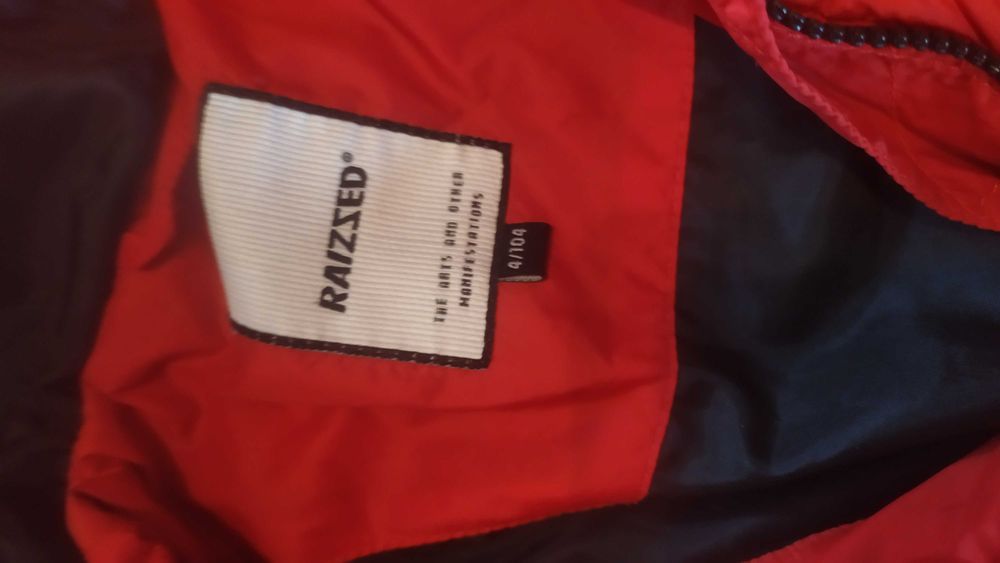 RAIZZED®
THE ARTS AND OTHER
MANIFESTATIONS
4/104